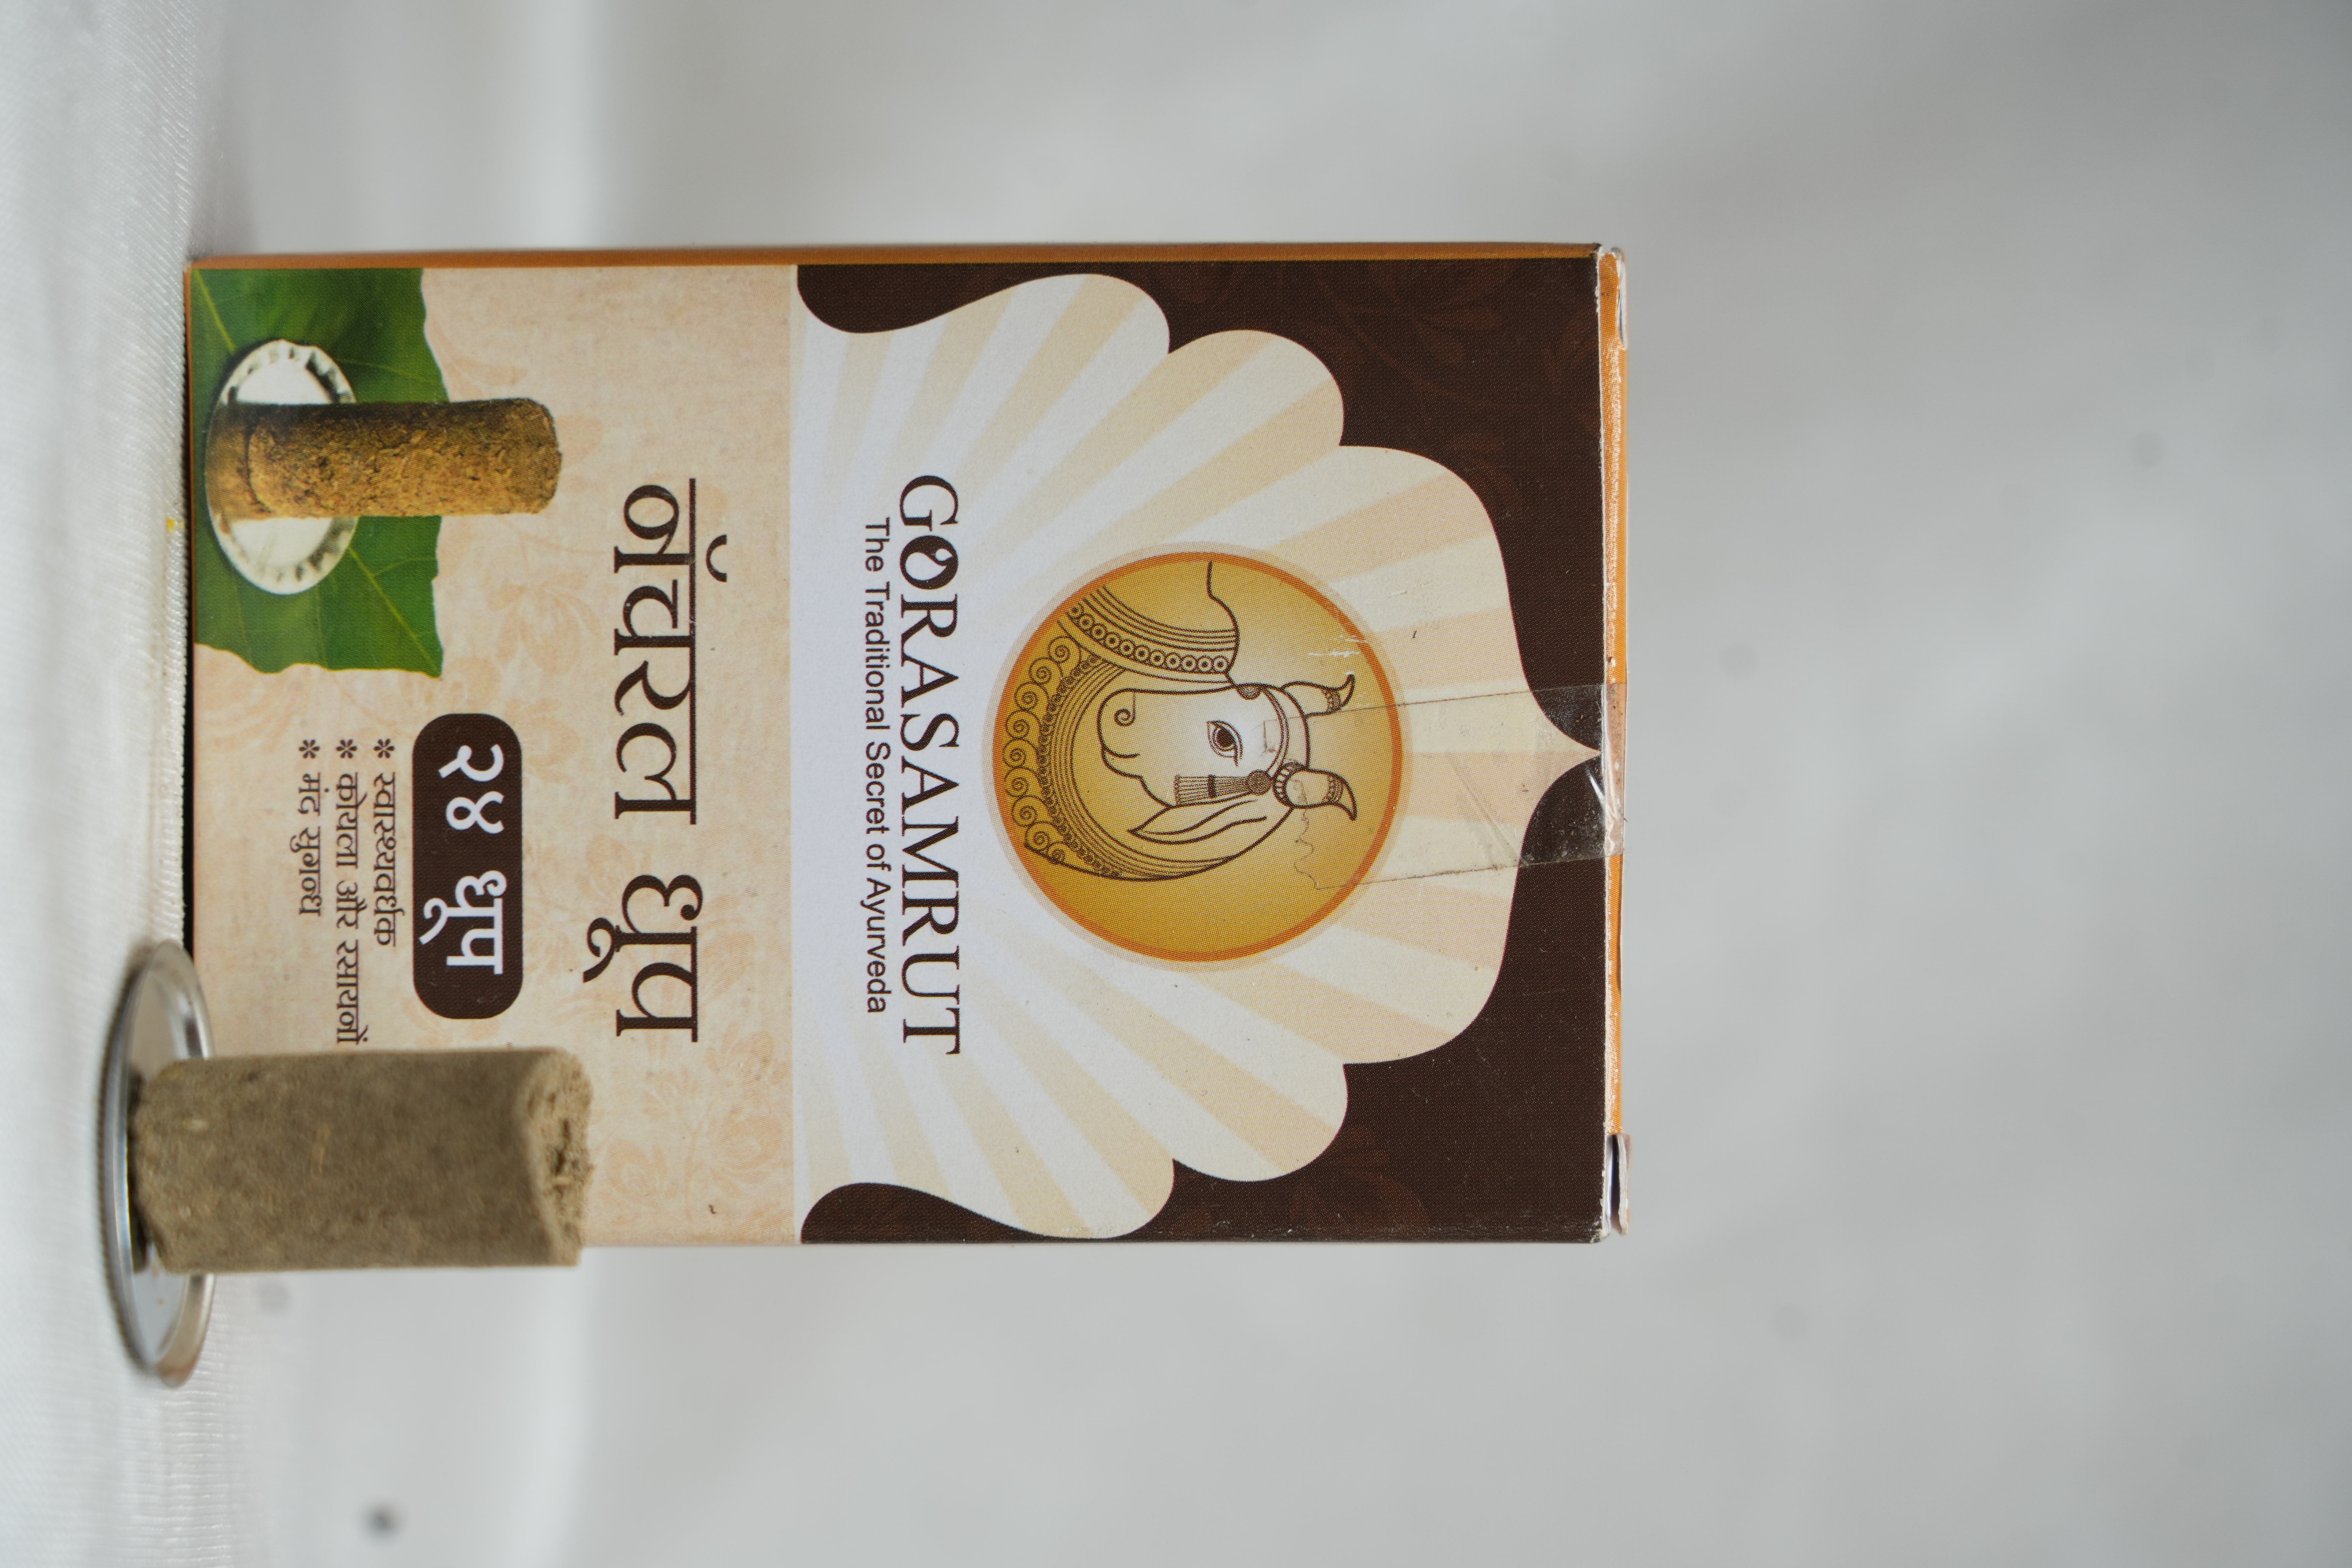 GORASAMRUT
The Traditional Secret of Ayurveda
नॅचरल धूप
२४ धूप
* स्वास्थ्यवर्धक
* कोयला और रसायनों
* मंद सुगन्ध